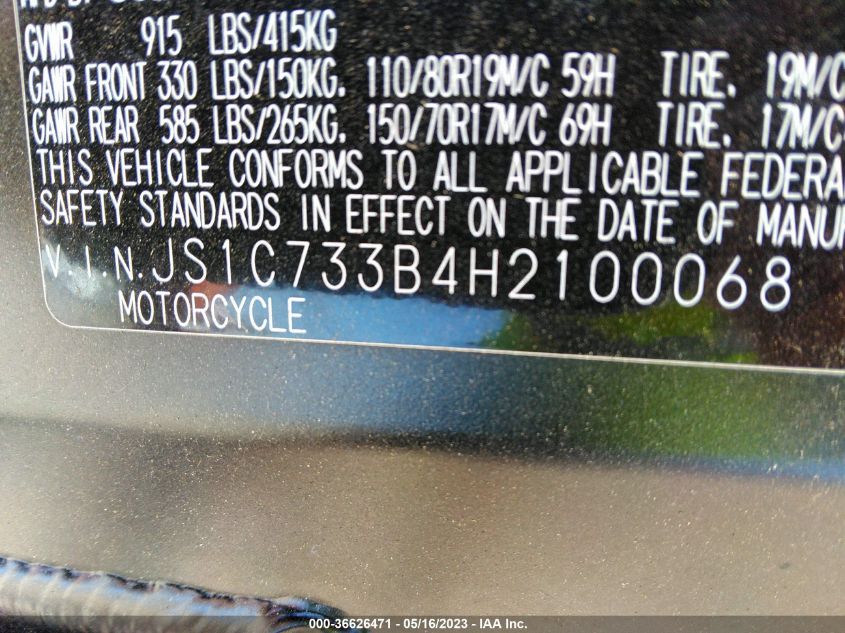 GVWR 915 LBS/415KG
GAWR FRONT 330 LBS/150KG. 110/80R19M/C 59H TIRE. 19M/C
GAWR REAR 585 LBS/265KG. 150/70R17M/C 69H TIRE. 17M/C
THIS VEHICLE CONFORMS TO ALL APPLICABLE FEDERA
SAFETY STANDARDS IN EFFECT ON THE DATE OF MANU
V.I.N.JS1C733B4H2100068
MOTORCYCLE
000-36626471 — 05/16/2023 — IAA Inc.